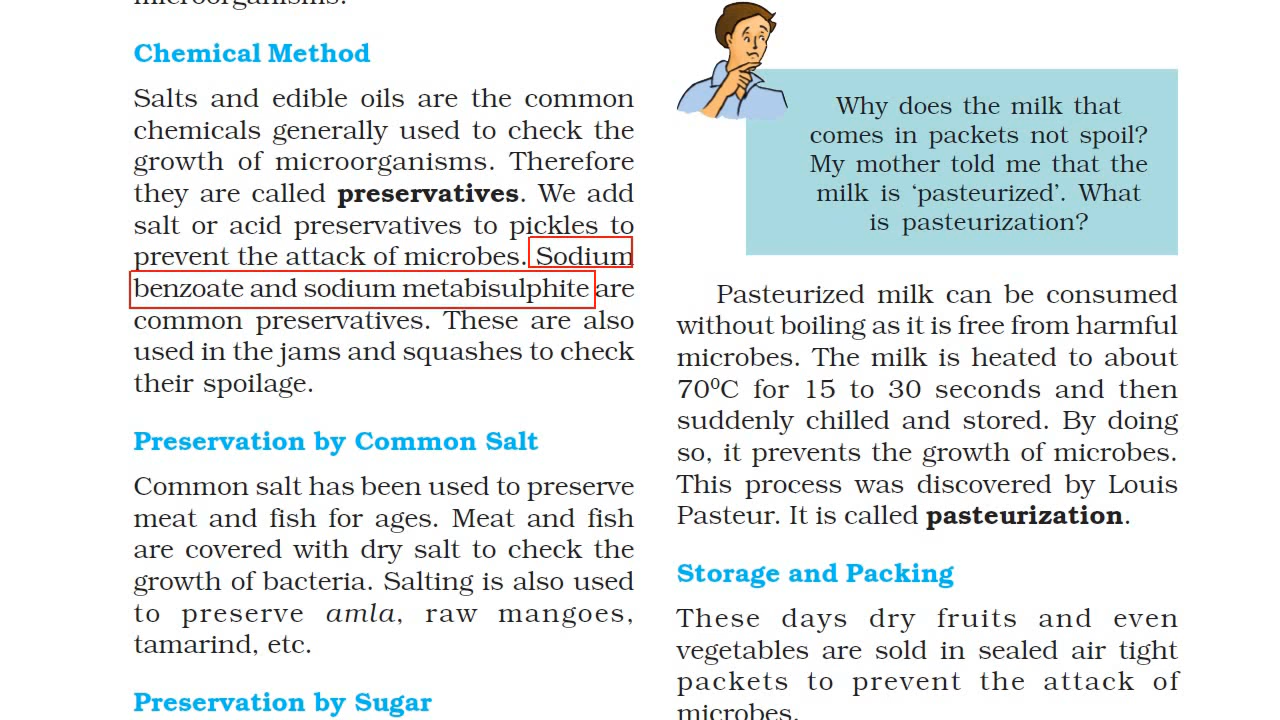 microorganisms.
Chemical Method
Salts and edible oils are the common
chemicals generally used to check the
growth of microorganisms. Therefore
they are called preservatives. We add
salt or acid preservatives to pickles to
prevent the attack of microbes. Sodium
benzoate and sodium metabisulphite are
common preservatives. These are also
used in the jams and squashes to check
their spoilage.
Preservation by Common Salt
Common salt has been used to preserve
meat and fish for ages. Meat and fish
are covered with dry salt to check the
growth of bacteria. Salting is also used
to preserve amla, raw mangoes,
tamarind, etc.
Preservation by Sugar
Why does the milk that
comes in packets not spoil?
My mother told me that the
milk is ‘pasteurized’. What
is pasteurization?
Pasteurized milk can be consumed
without boiling as it is free from harmful
microbes. The milk is heated to about
70⁰C for 15 to 30 seconds and then
suddenly chilled and stored. By doing
so, it prevents the growth of microbes.
This process was discovered by Louis
Pasteur. It is called pasteurization.
Storage and Packing
These days dry fruits and even
vegetables are sold in sealed air tight
packets to prevent the attack of
microbes.